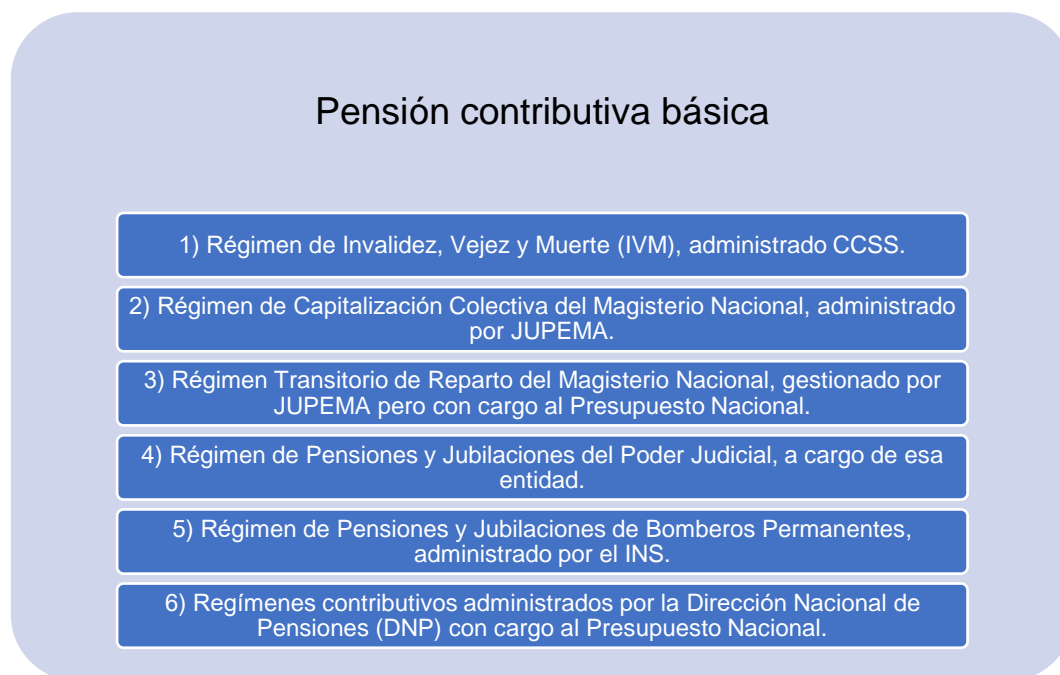 Pensión contributiva básica
1) Régimen de Invalidez, Vejez y Muerte (IVM), administrado CCSS.
2) Régimen de Capitalización Colectiva del Magisterio Nacional, administrado
por JUPEMA.
3) Régimen Transitorio de Reparto del Magisterio Nacional, gestionado por
JUPEMA pero con cargo al Presupuesto Nacional.
4) Régimen de Pensiones y Jubilaciones del Poder Judicial, a cargo de esa
entidad.
5) Régimen de Pensiones y Jubilaciones de Bomberos Permanentes,
administrado por el INS.
6) Regímenes contributivos administrados por la Dirección Nacional de
Pensiones (DNP) con cargo al Presupuesto Nacional.